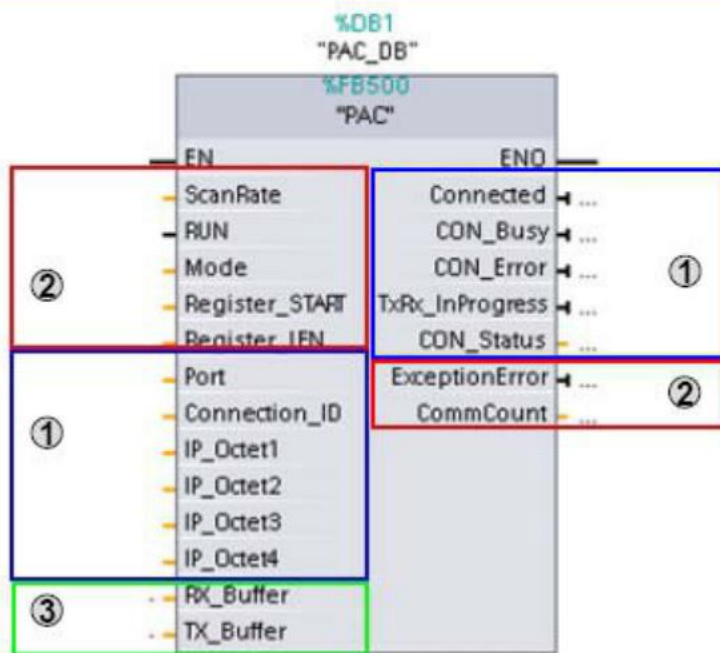 %DB1
"PAC_DB"
%FB500
"PAC"
EN ENO
ScanRate Connected ...
RUN CON_Busy ...
② Mode CON_Error ... ①
Register_START TxRx_InProgress ...
Register_LEN CON_Status ...
Port ExceptionError ... ②
① Connection_ID CommCount ...
IP_Octet1
IP_Octet2
IP_Octet3
IP_Octet4
③ RX_Buffer
TX_Buffer